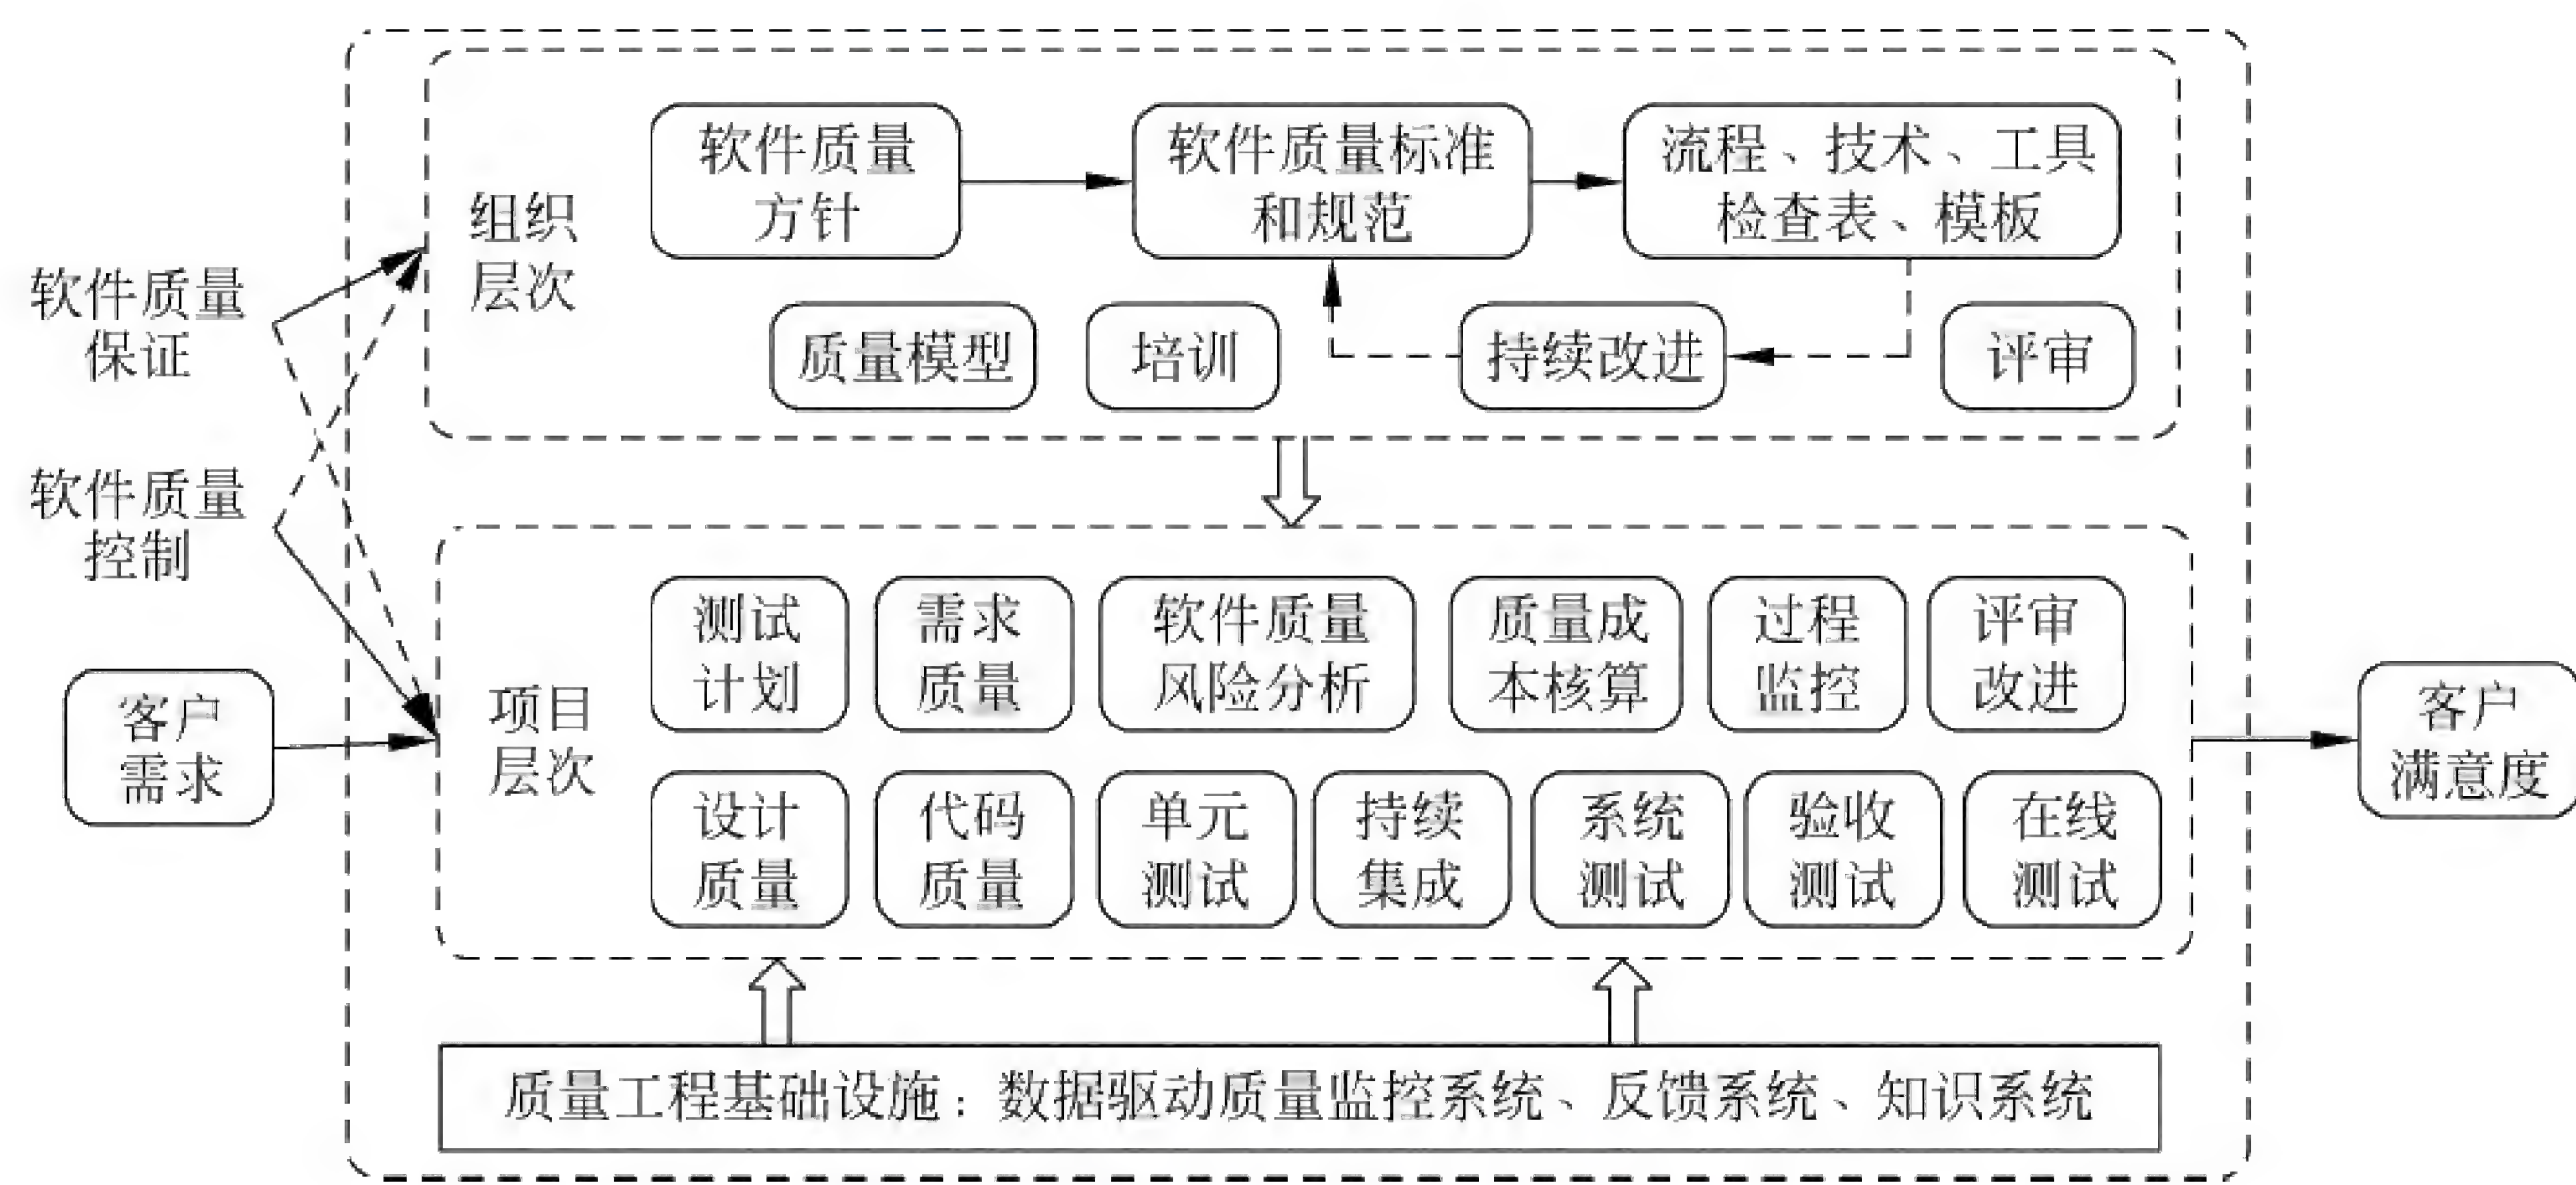 软件质量
保证
软件质量
控制
客户
需求
组织
层次
软件质量
方针
软件质量标准
和规范
流程、技术、工具
检查表、模板
质量模型
培训
持续改进
评审
项目
层次
测试
计划
需求
质量
软件质量
风险分析
质量成
本核算
过程
监控
评审
改进
设计
质量
代码
质量
单元
测试
持续
集成
系统
测试
验收
测试
在线
测试
质量工程基础设施：数据驱动质量监控系统、反馈系统、知识系统
客户
满意度